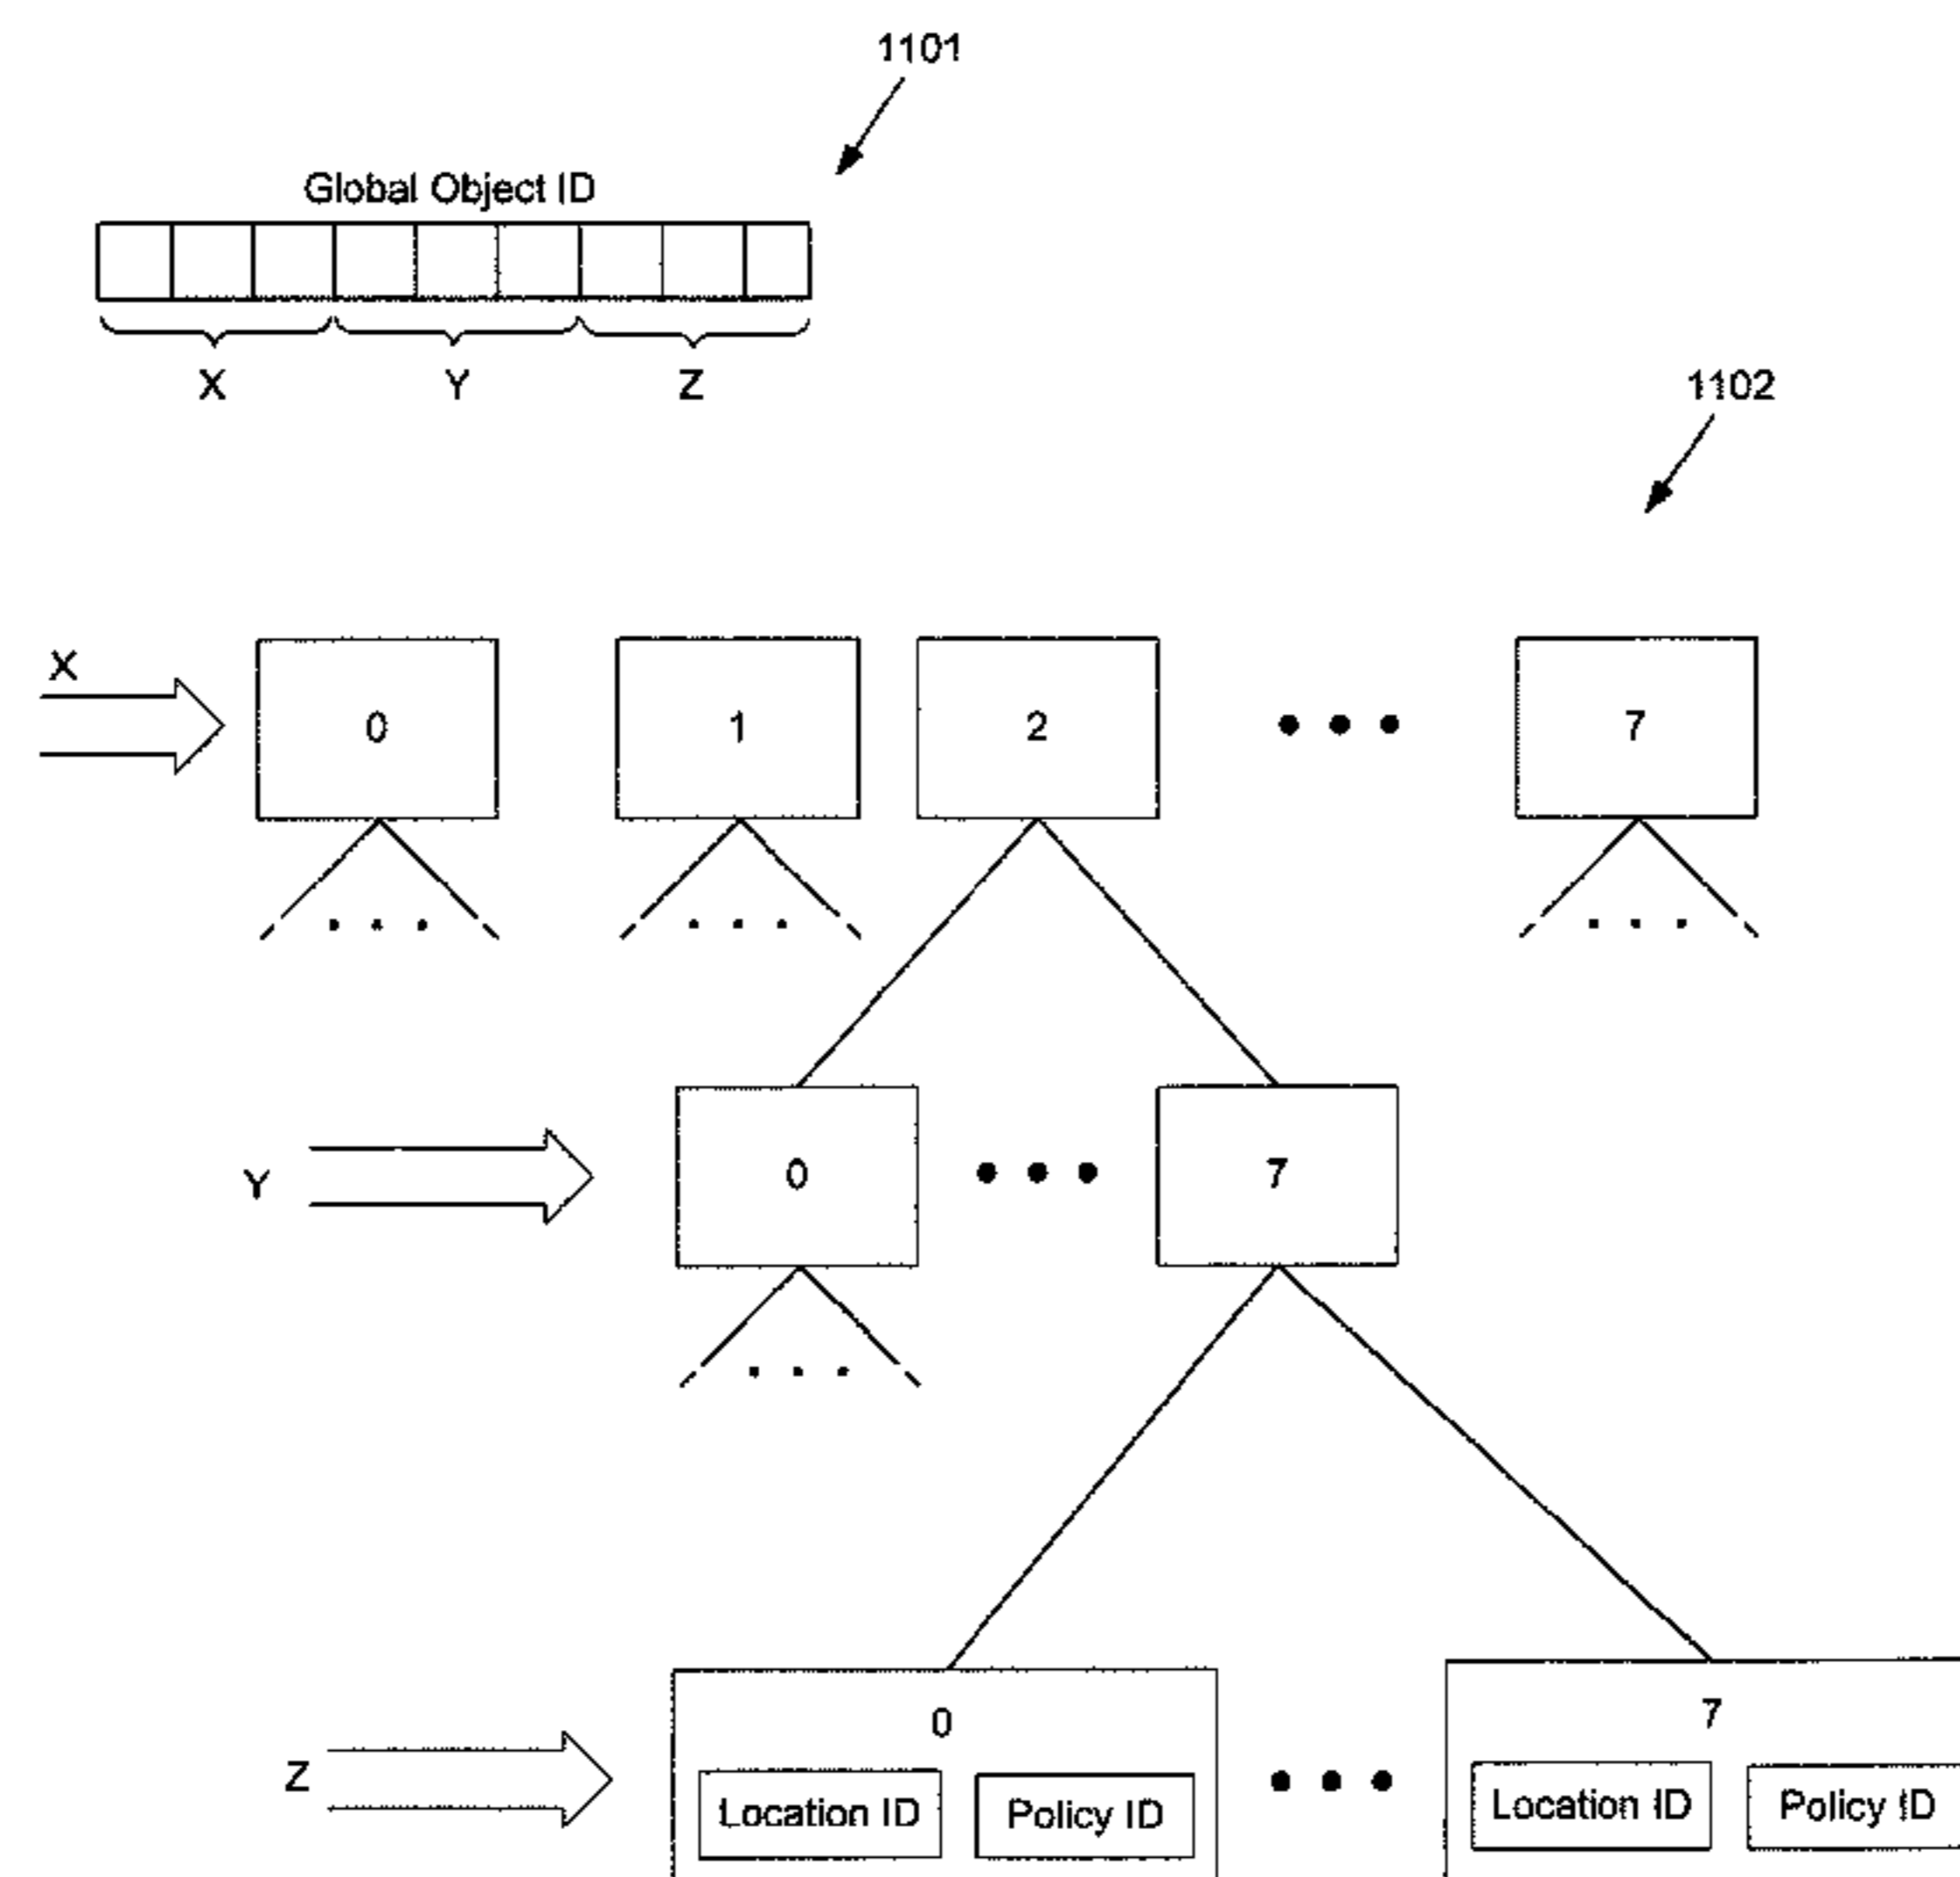 1101
Global Object ID
X Y Z
1102
X
0 1 2 7
Y
0 7
Z
0 7
Location ID Policy ID Location ID Policy ID